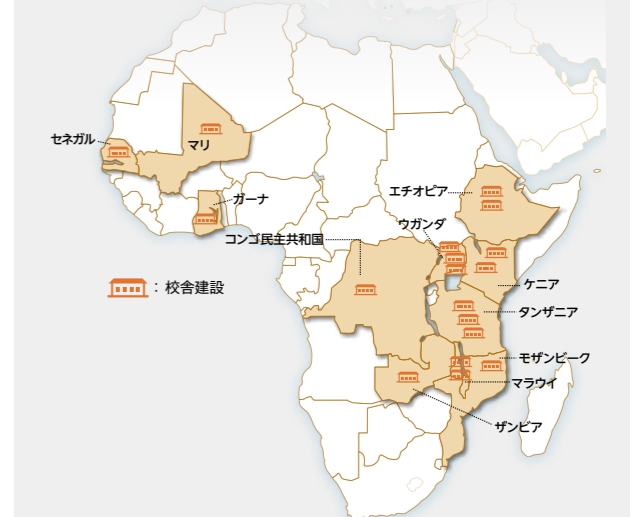 セネガル
マリ
ガーナ
エチオピア
ウガンダ
コンゴ民主共和国
ケニア
：校舎建設
タンザニア
モザンビーク
マラウイ
ザンビア